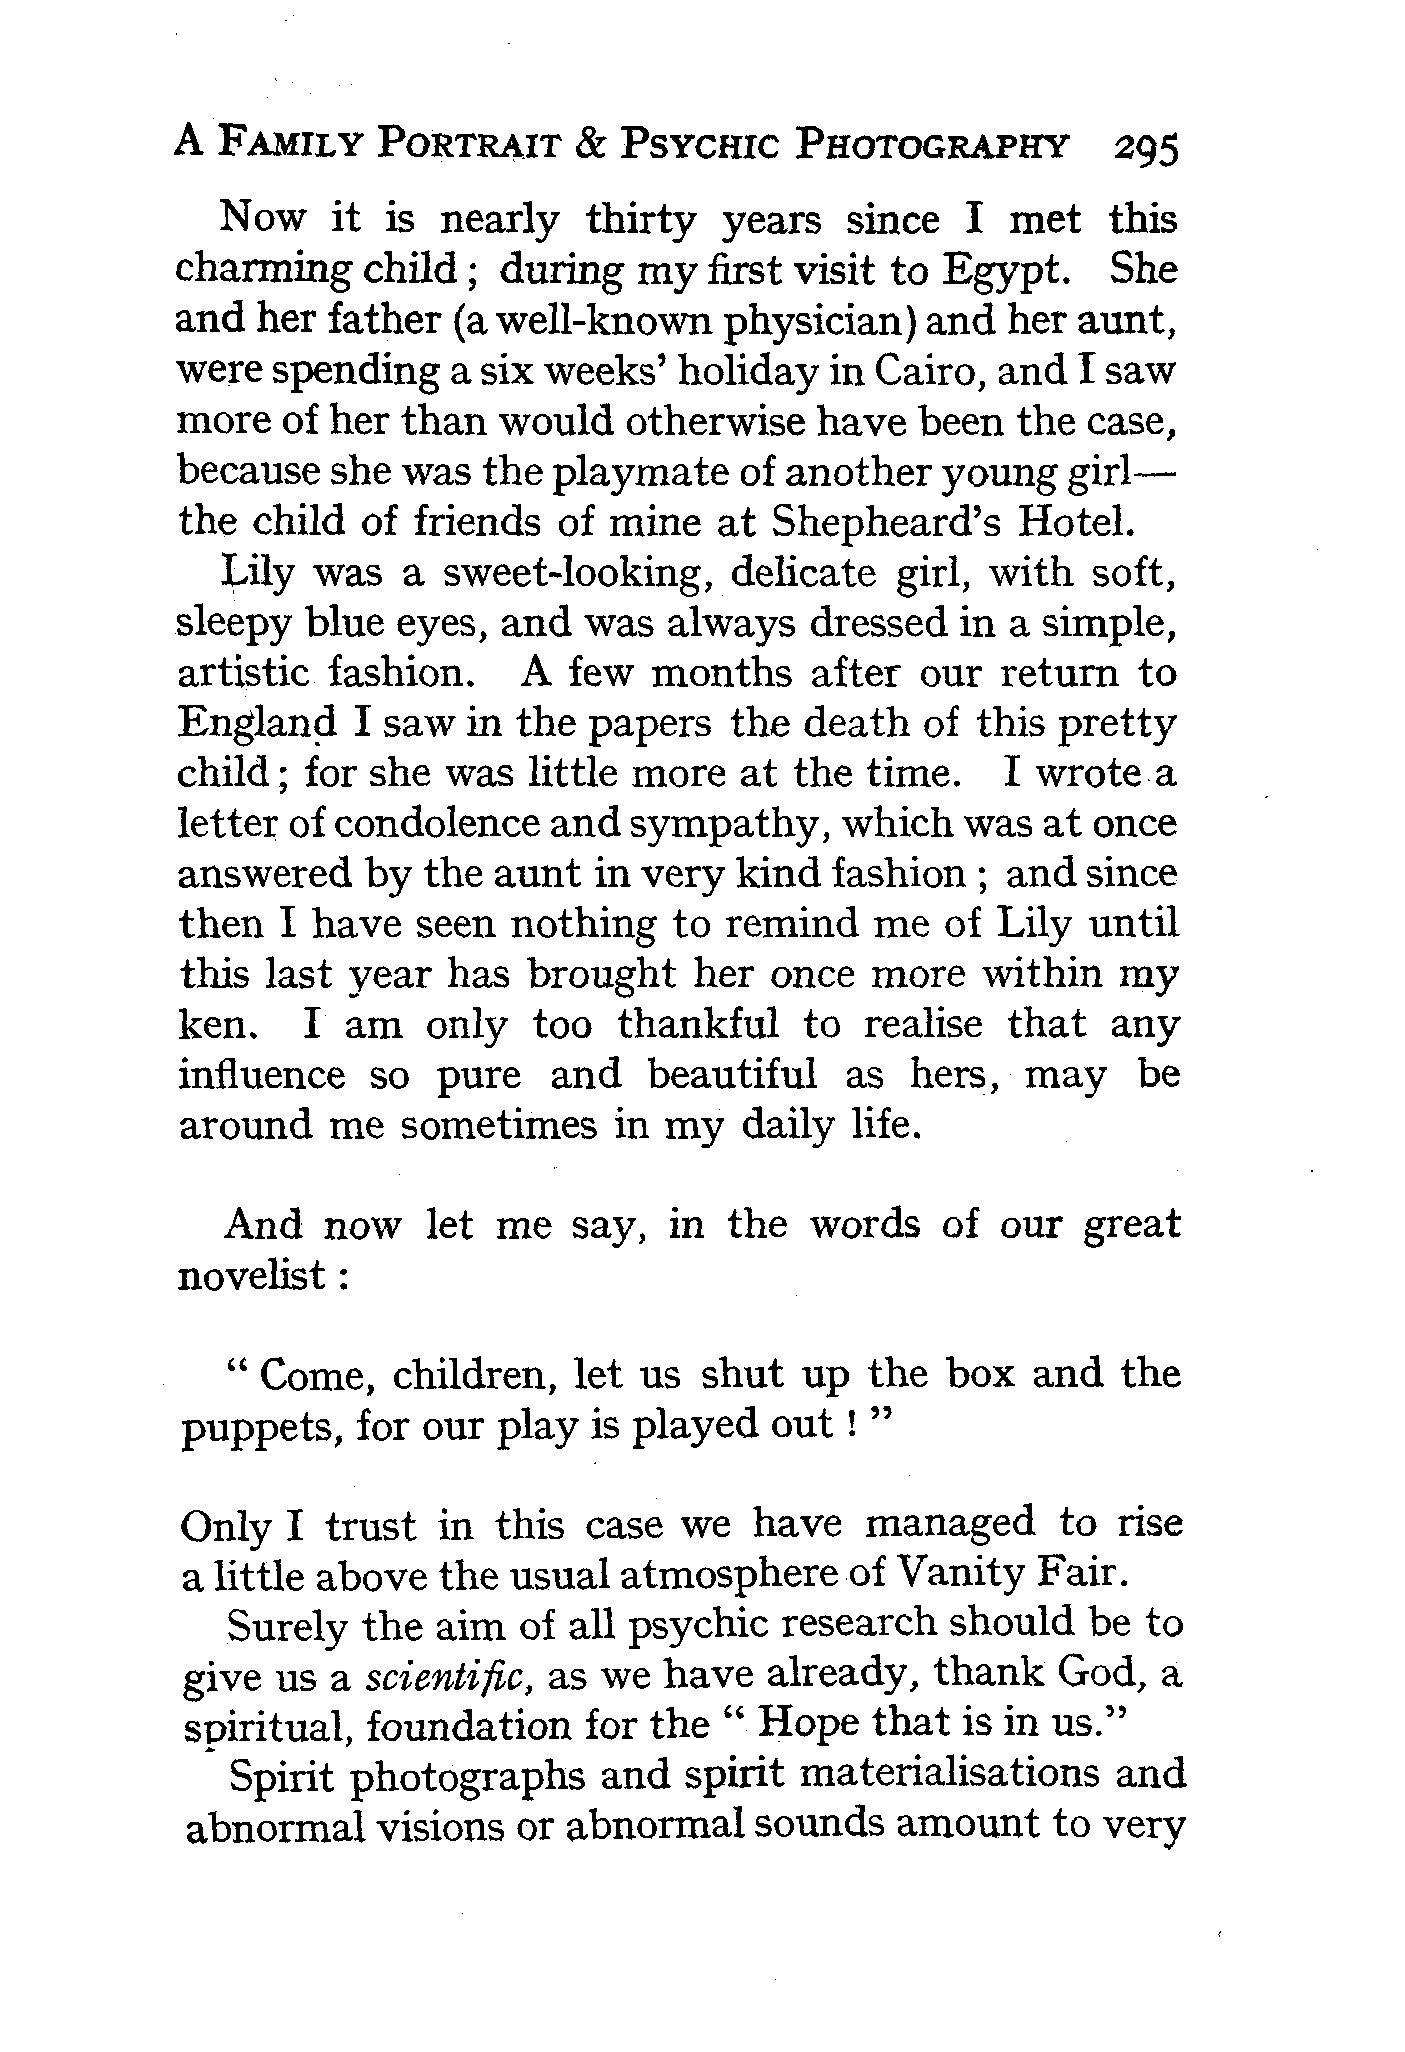 A FAMILY PORTRAIT & PSYCHIC PHOTOGRAPHY 295
Now it is nearly thirty years since I met this
charming child ; during my first visit to Egypt. She
and her father (a well-known physician) and her aunt,
were spending a six weeks' holiday in Cairo, and I saw
more of her than would otherwise have been the case,
because she was the playmate of another young girl—
the child of friends of mine at Shepheard's Hotel.
Lily was a sweet-looking, delicate girl, with soft,
sleepy blue eyes, and was always dressed in a simple,
artistic fashion. A few months after our return to
England I saw in the papers the death of this pretty
child ; for she was little more at the time. I wrote a
letter of condolence and sympathy, which was at once
answered by the aunt in very kind fashion ; and since
then I have seen nothing to remind me of Lily until
this last year has brought her once more within my
ken. I am only too thankful to realise that any
influence so pure and beautiful as hers, may be
around me sometimes in my daily life.
And now let me say, in the words of our great
novelist :
" Come, children, let us shut up the box and the
puppets, for our play is played out ! "
Only I trust in this case we have managed to rise
a little above the usual atmosphere of Vanity Fair.
Surely the aim of all psychic research should be to
give us a scientific, as we have already, thank God, a
spiritual, foundation for the " Hope that is in us."
Spirit photographs and spirit materialisations and
abnormal visions or abnormal sounds amount to very